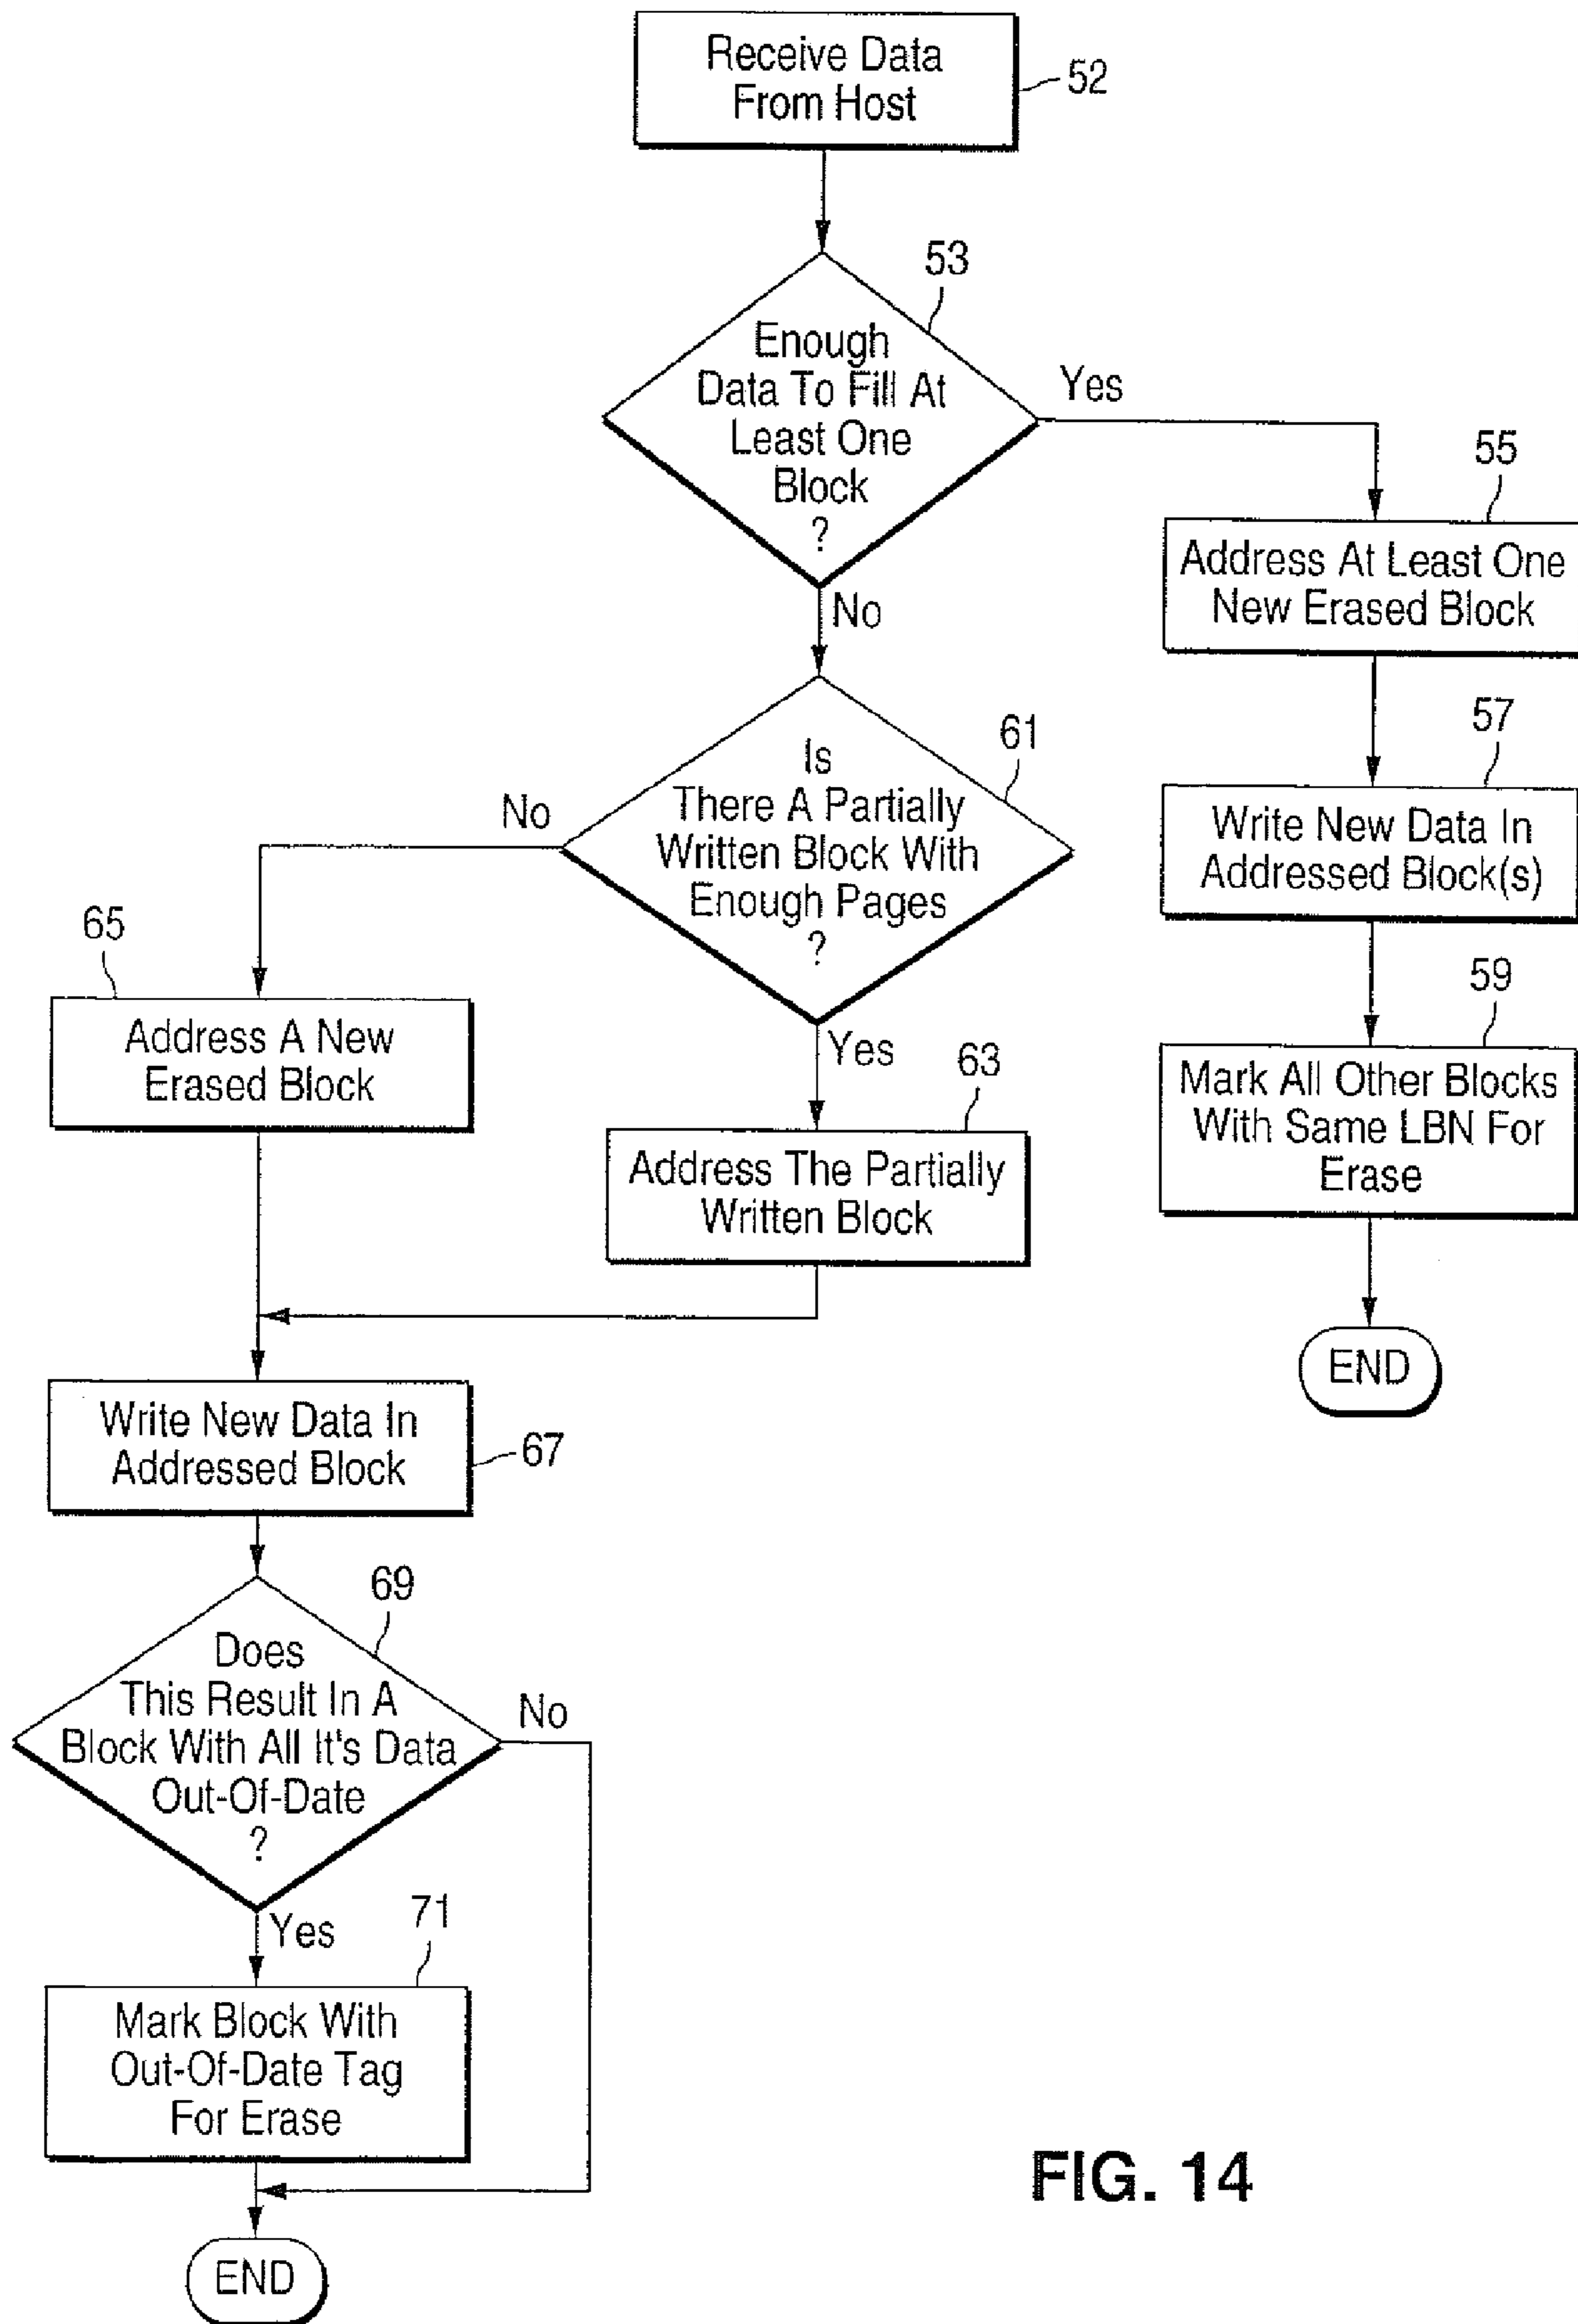 Receive Data
From Host
52
53
Enough
Data To Fill At
Least One
Block
?
Yes
No
55
Address At Least One
New Erased Block
57
Write New Data In
Addressed Block(s)
59
Mark All Other Blocks
With Same LBN For
Erase
END
61
Is
There A Partially
Written Block With
Enough Pages
?
No
Yes
65
Address A New
Erased Block
63
Address The Partially
Written Block
Write New Data In
Addressed Block
67
69
Does
This Result In A
Block With All It's Data
Out-Of-Date
?
No
Yes
71
Mark Block With
Out-Of-Date Tag
For Erase
END
FIG. 14